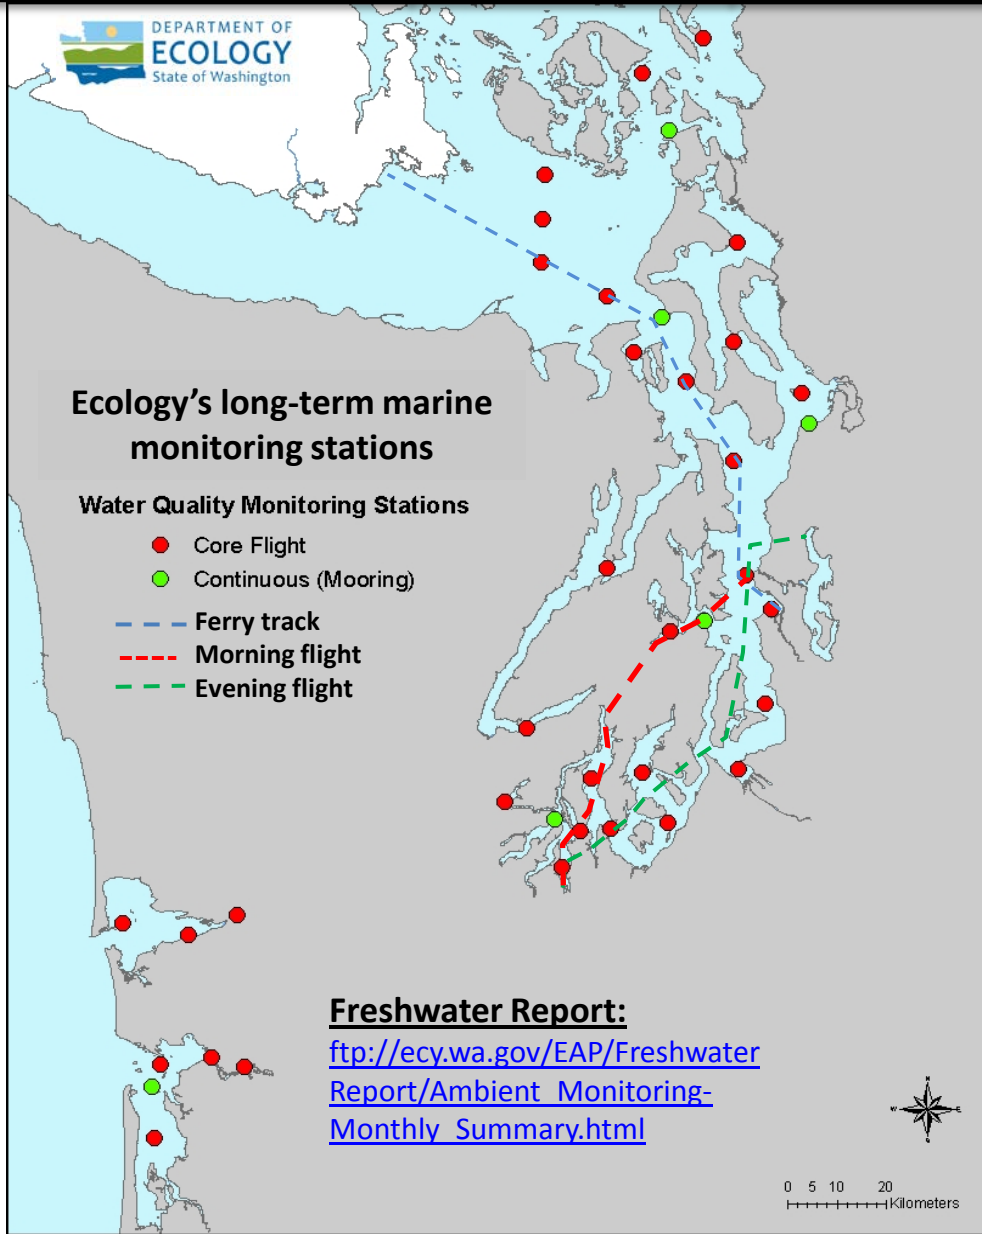 DEPARTMENT OF
ECOLOGY
State of Washington
Ecology’s long-term marine
monitoring stations
Water Quality Monitoring Stations
Core Flight
Continuous (Mooring)
Ferry track
Morning flight
Evening flight
Freshwater Report:
ftp://ecy.wa.gov/EAP/Freshwater
Report/Ambient_Monitoring-
Monthly_Summary.html
N
W E
S
0 5 10 20
Kilometers